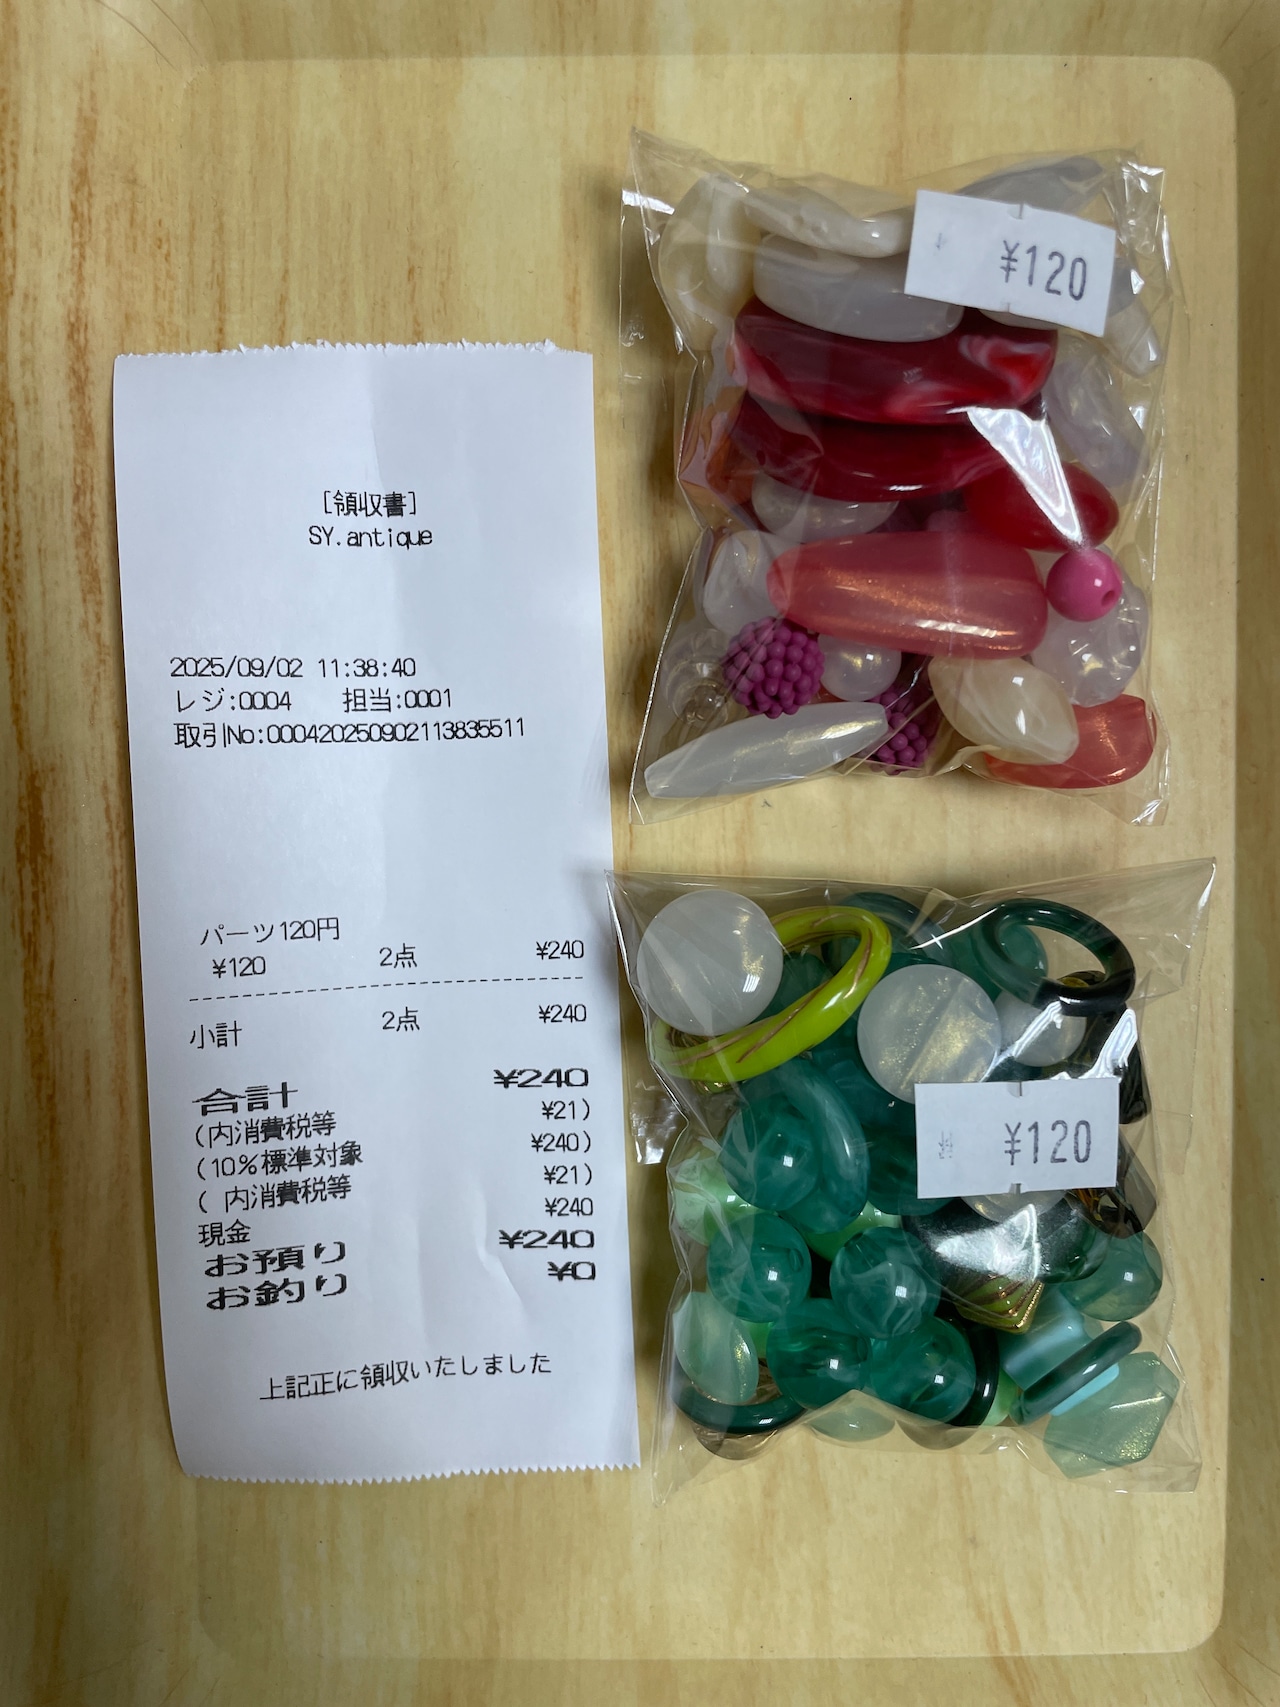 [領収書]
SY.antique
2025/09/02 11:38:40
レジ:0004 担当:0001
取引No:000420250902113835511
パーツ120円
¥120 2点 ¥240
小計 2点 ¥240
合計 ¥240
(内消費税等 ¥21)
(10%標準対象 ¥240)
( 内消費税等 ¥21)
現金 ¥240
お預り ¥240
お釣り ¥0
上記正に領収いたしました
¥120
¥120